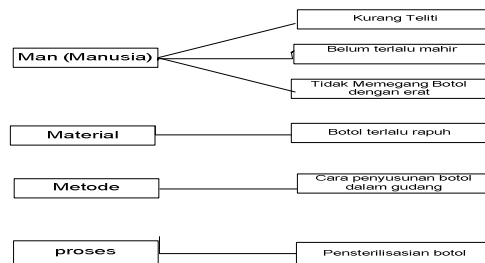 Kurang Teliti
Man (Manusia)
Belum terlalu mahir
Tidak Memegang Botol
dengan erat
Material
Botol terlalu rapuh
Metode
Cara penyusunan botol
dalam gudang
proses
Pensterilisasian botol